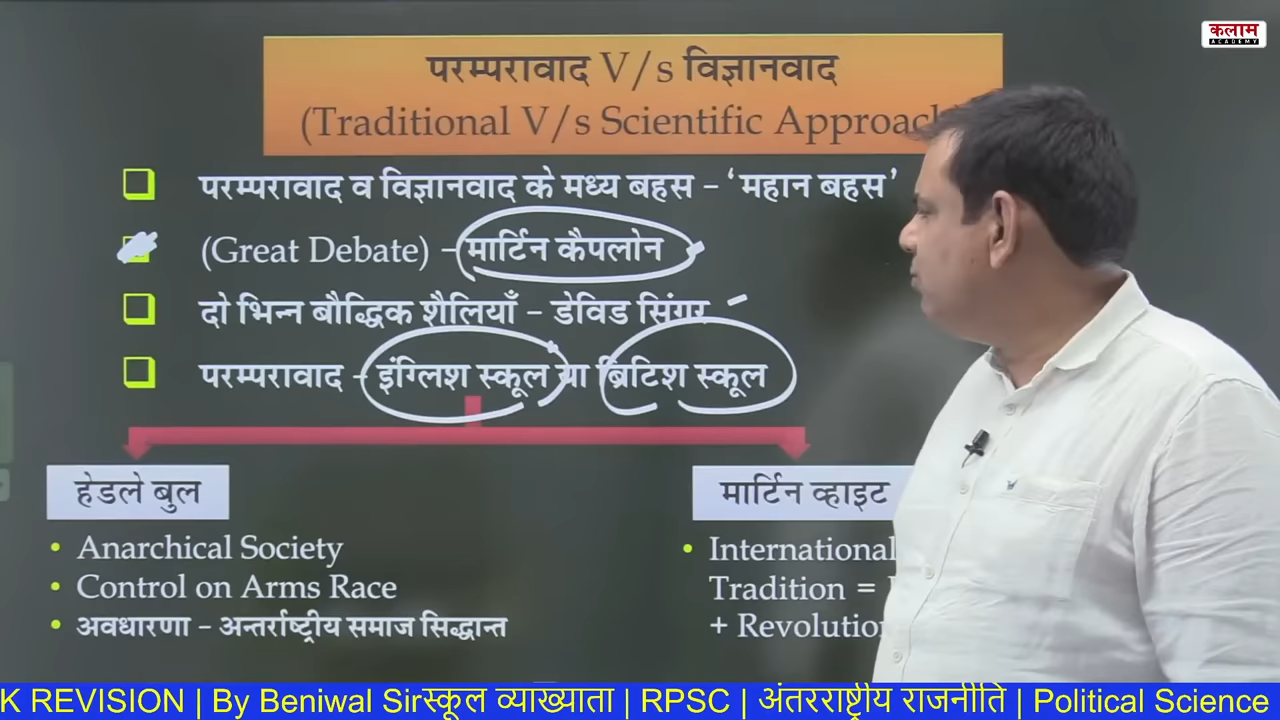 कलाम
ACADEMY
परम्परावाद V/s विज्ञानवाद
(Traditional V/s Scientific Approach
परम्परावाद व विज्ञानवाद के मध्य बहस – ‘महान बहस’
(Great Debate) – मार्टिन कैपलोन
दो भिन्न बौद्धिक शैलियाँ – डेविड सिंगर
परम्परावाद – इंग्लिश स्कूल या ब्रिटिश स्कूल
हेडले बुल
• Anarchical Society
• Control on Arms Race
• अवधारणा – अन्तर्राष्ट्रीय समाज सिद्धान्त
मार्टिन व्हाइट
• International
Tradition =
+
K REVISION | By Beniwal Sirस्कूल व्याख्याता | RPSC | अंतरराष्ट्रीय राजनीति | Political Science